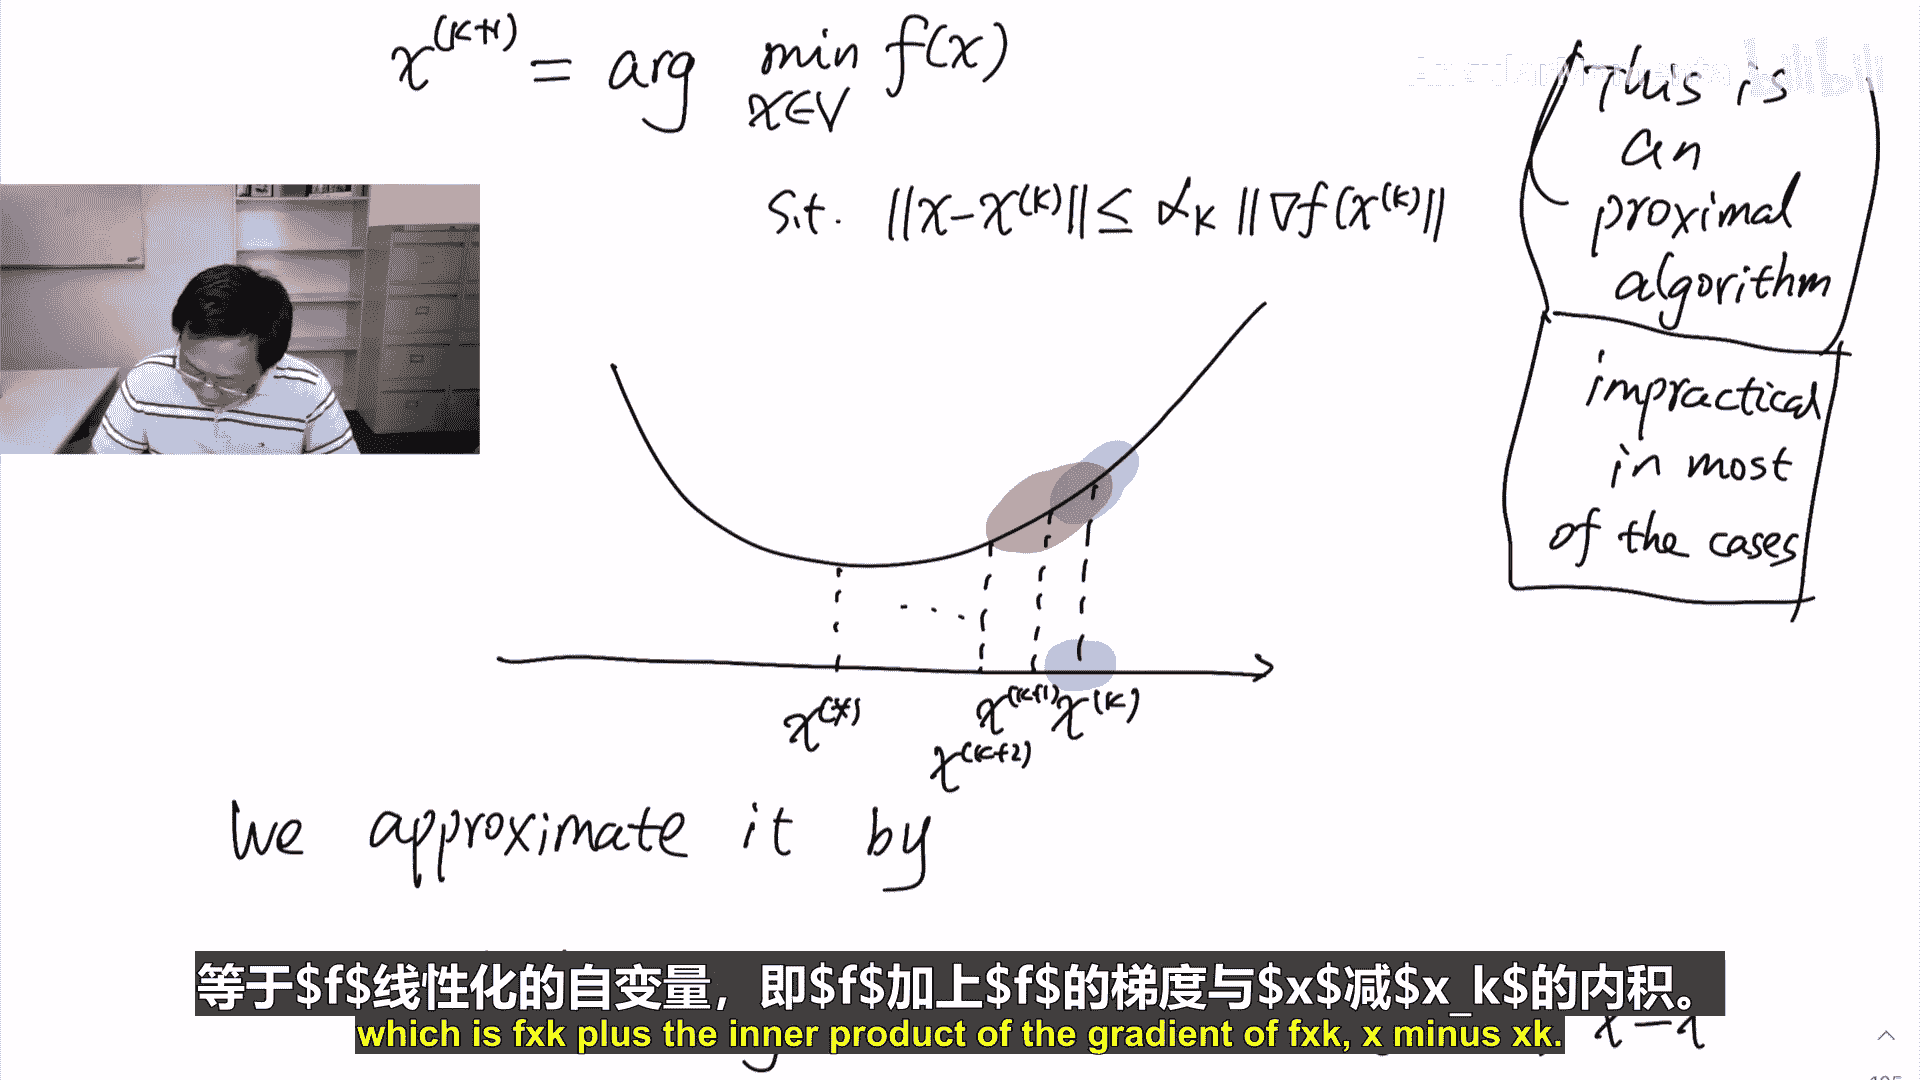 x^(k+1) = arg min f(x)
x∈V
s.t. ||x-x^(k)|| ≤ α_k ||∇f(x^(k)||
This is
an
proximal
algorithm
impractical
in most
of the cases
x^(*) x^(k+1) x^(k)
x^(k+2)
We approximate it by
等于$f$线性化的自变量，即$f$加上$f$的梯度与$x$减$x_k$的内积。
which is fxk plus the inner product of the gradient of fxk, x minus xk.
x-x